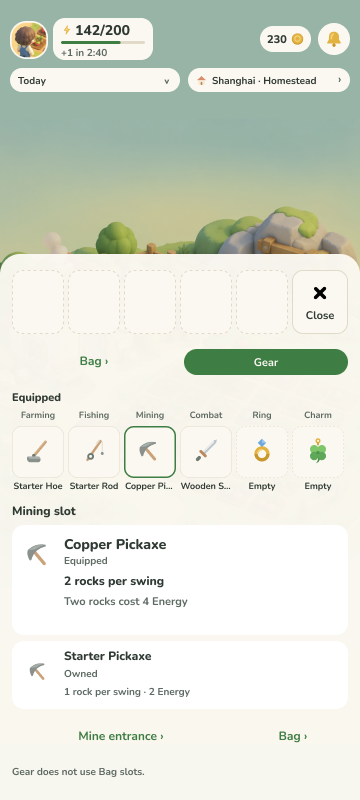 142/200
+1 in 2:40
230
Today
Shanghai · Homestead ›
Close
Bag ›
Gear
Equipped
Farming Fishing Mining Combat Ring Charm
Starter Hoe Starter Rod Copper Pi... Wooden S... Empty Empty
Mining slot
Copper Pickaxe
Equipped
2 rocks per swing
Two rocks cost 4 Energy
Starter Pickaxe
Owned
1 rock per swing · 2 Energy
Mine entrance › Bag ›
Gear does not use Bag slots.